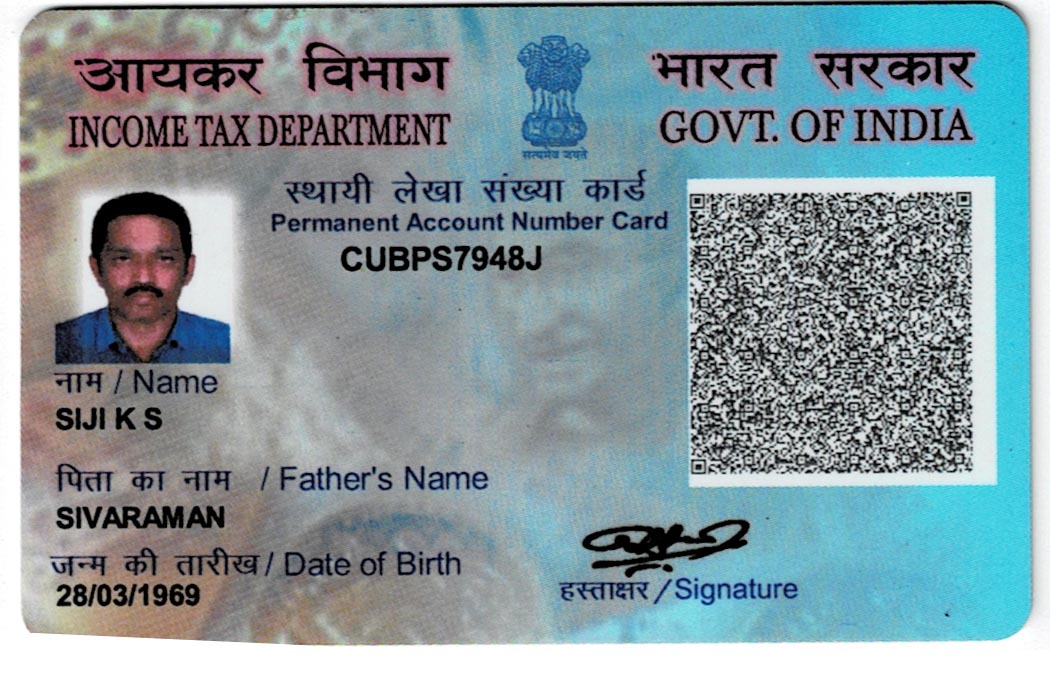 आयकर विभाग
INCOME TAX DEPARTMENT
सत्यमेव जयते
भारत सरकार
GOVT. OF INDIA
स्थायी लेखा संख्या कार्ड
Permanent Account Number Card
CUBPS7948J
नाम / Name
SIJI K S
पिता का नाम / Father's Name
SIVARAMAN
जन्म की तारीख / Date of Birth
28/03/1969
हस्ताक्षर / Signature